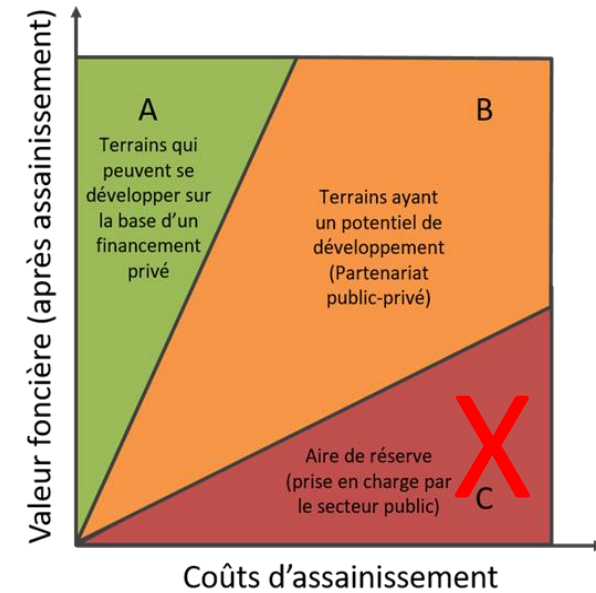 Valeur foncière (après assainissement)
A
Terrains qui
peuvent se
développer sur
la base d'un
financement
privé
B
Terrains ayant
un potentiel de
développement
(Partenariat
public-privé)
Aire de réserve
(prise en charge par
le secteur public)
C
X
Coûts d'assainissement